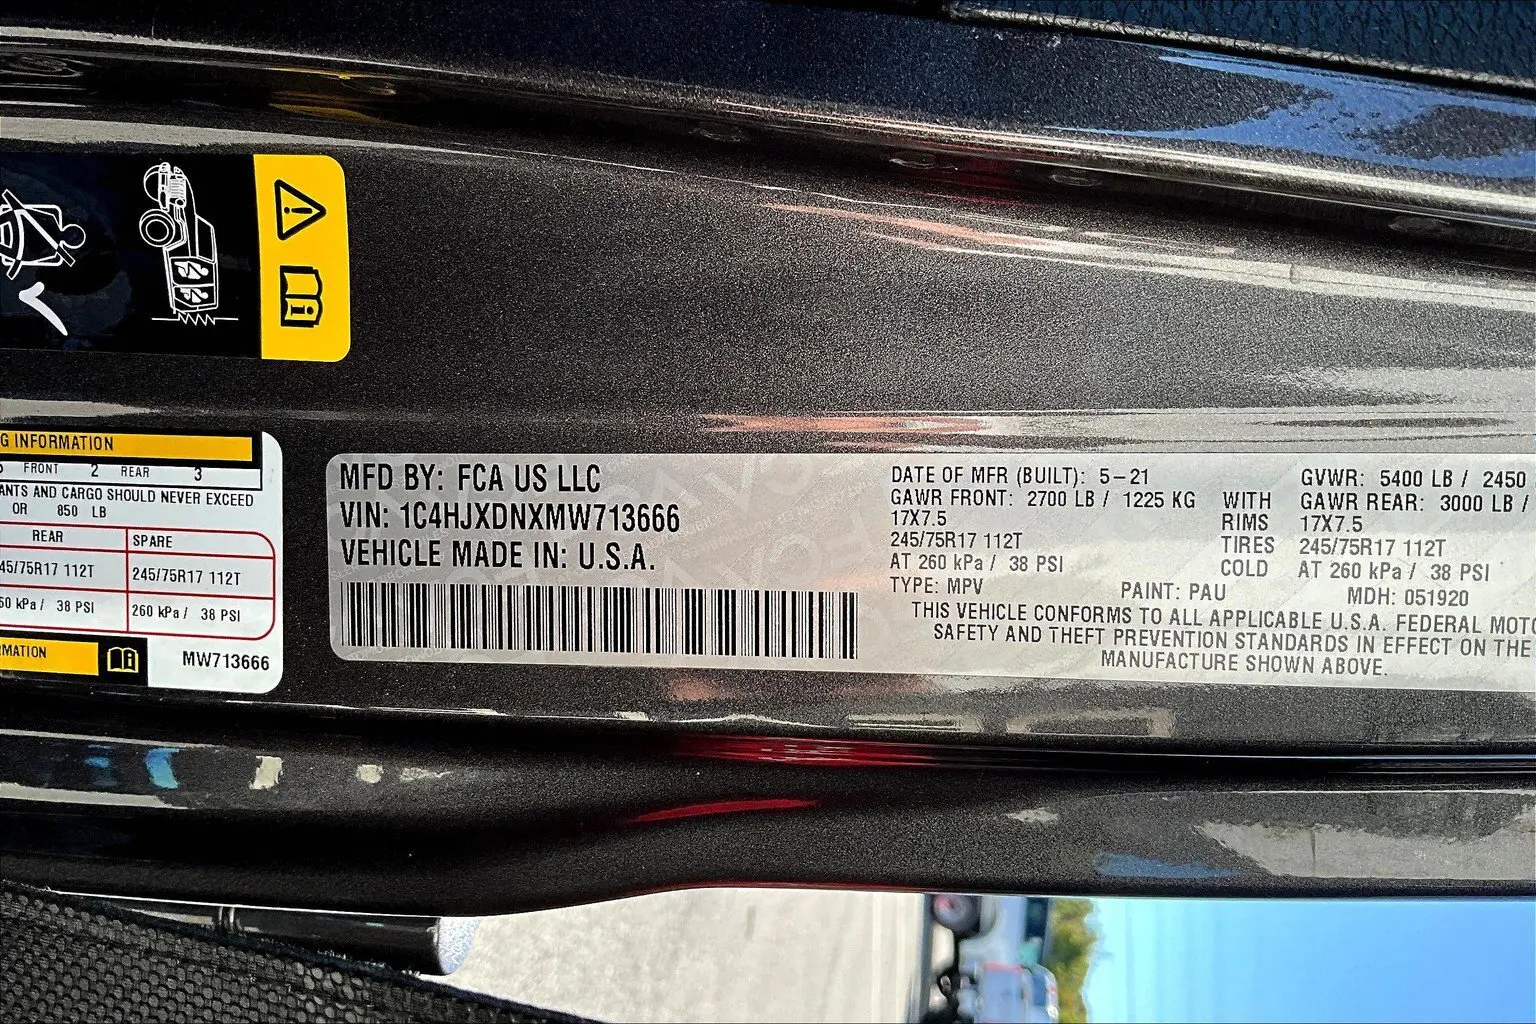 G INFORMATION
FRONT 2 REAR 3
ANTS AND CARGO SHOULD NEVER EXCEED
OR 850 LB
REAR SPARE
45/75R17 112T 245/75R17 112T
60 kPa / 38 PSI 260 kPa / 38 PSI
RMATION
MW713666
MFD BY: FCA US LLC
VIN: 1C4HJXDNXMW713666
VEHICLE MADE IN: U.S.A.
DATE OF MFR (BUILT): 5-21 GVWR: 5400 LB / 2450
GAWR FRONT: 2700 LB / 1225 KG WITH GAWR REAR: 3000 LB /
17X7.5 RIMS 17X7.5
245/75R17 112T TIRES 245/75R17 112T
AT 260 kPa / 38 PSI COLD AT 260 kPa / 38 PSI
TYPE: MPV PAINT: PAU MDH: 051920
THIS VEHICLE CONFORMS TO ALL APPLICABLE U.S.A. FEDERAL MOTO
SAFETY AND THEFT PREVENTION STANDARDS IN EFFECT ON THE
MANUFACTURE SHOWN ABOVE.